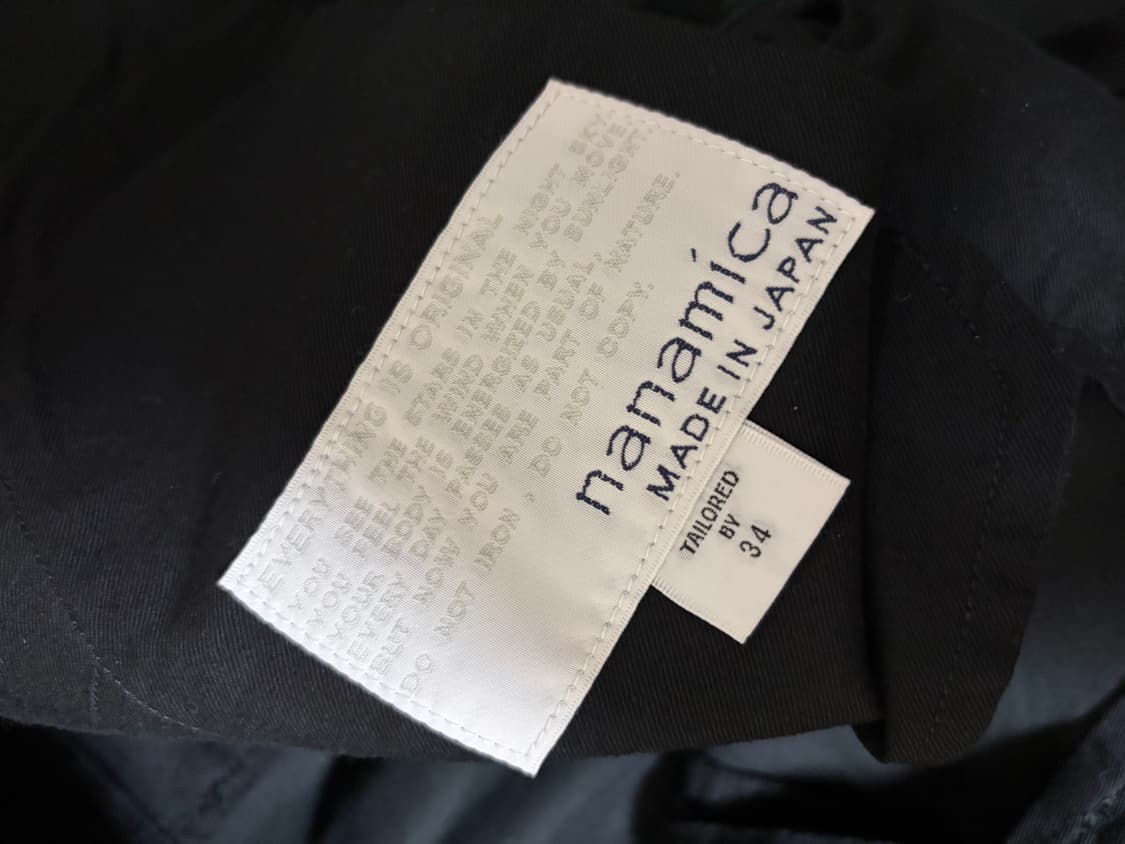 EVERYTHING IS ORIGINAL
YOU SEE THE STARS IN THE NIGHT SKY
YOU FEEL THE WIND WHEN YOU MOVE
YOUR BODY IS ENERGIZED BY SUNLIGHT.
EVERY DAY PASSES AS USUAL,
BUT NOW YOU ARE PART OF NATURE.
DO NOT IRON, DO NOT COPY.
nanamíca
MADE IN JAPAN
TAILORED
BY
34